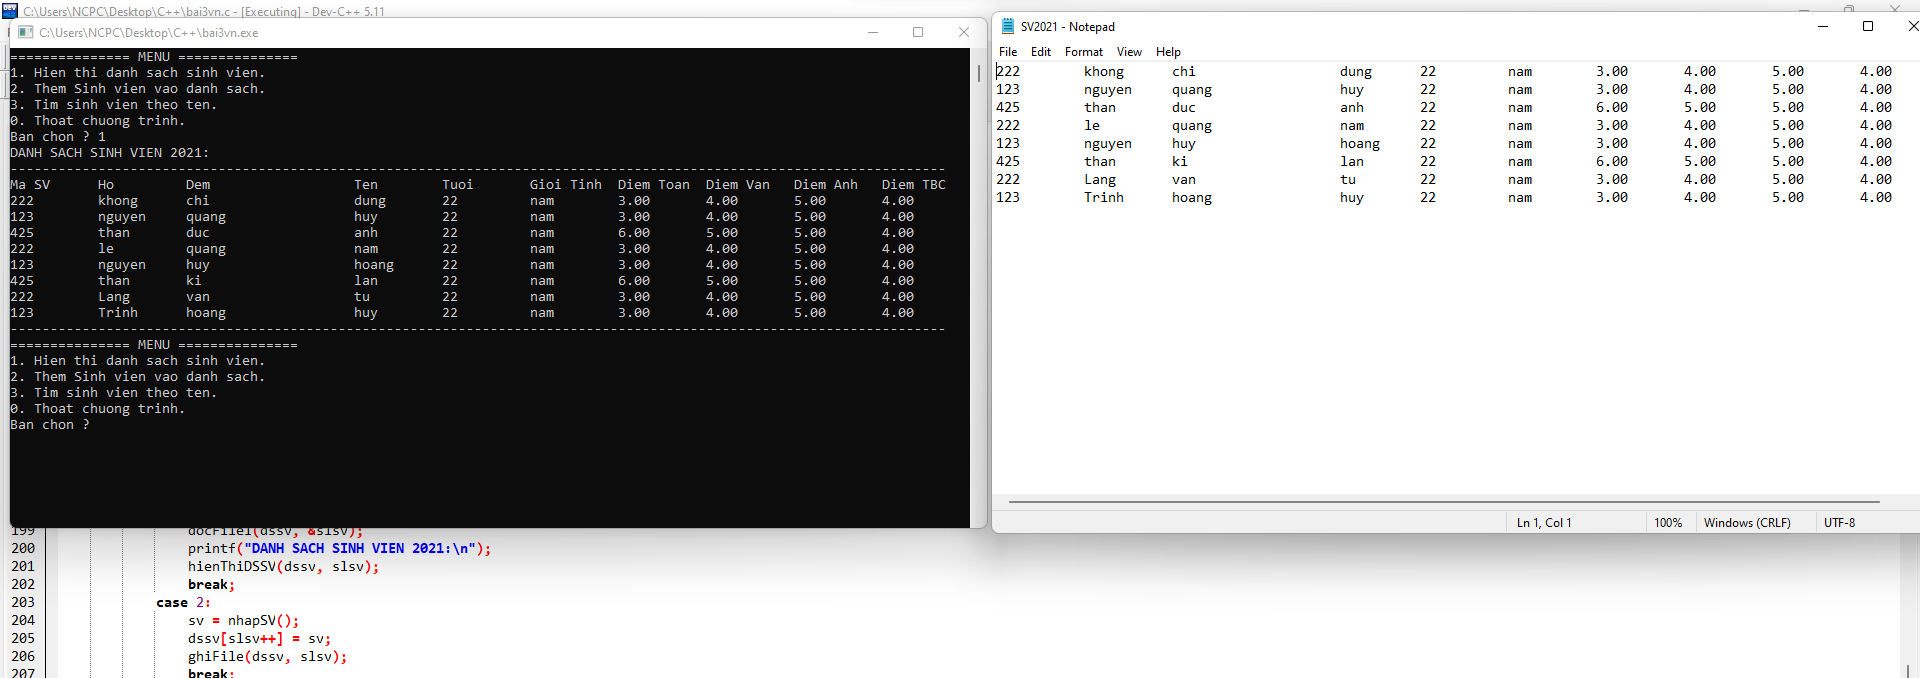 C:\Users\NCPC\Desktop\C++\bai3vn.c - [Executing] - Dev-C++ 5.11
C:\Users\NCPC\Desktop\C++\bai3vn.exe
=============== MENU ===============
1. Hien thi danh sach sinh vien.
2. Them Sinh vien vao danh sach.
3. Tim sinh vien theo ten.
0. Thoat chuong trinh.
Ban chon ? 1
DANH SACH SINH VIEN 2021:
---------------------------------------------------------------------------------------------------------------------
Ma SV Ho Dem Ten Tuoi Gioi Tinh Diem Toan Diem Van Diem Anh Diem TBC
222 khong chi dung 22 nam 3.00 4.00 5.00 4.00
123 nguyen quang huy 22 nam 3.00 4.00 5.00 4.00
425 than duc anh 22 nam 6.00 5.00 5.00 4.00
222 le quang nam 22 nam 3.00 4.00 5.00 4.00
123 nguyen huy hoang 22 nam 3.00 4.00 5.00 4.00
425 than ki lan 22 nam 6.00 5.00 5.00 4.00
222 Lang van tu 22 nam 3.00 4.00 5.00 4.00
123 Trinh hoang huy 22 nam 3.00 4.00 5.00 4.00
---------------------------------------------------------------------------------------------------------------------
=============== MENU ===============
1. Hien thi danh sach sinh vien.
2. Them Sinh vien vao danh sach.
3. Tim sinh vien theo ten.
0. Thoat chuong trinh.
Ban chon ?
SV2021 - Notepad
File Edit Format View Help
222 khong chi dung 22 nam 3.00 4.00 5.00 4.00
123 nguyen quang huy 22 nam 3.00 4.00 5.00 4.00
425 than duc anh 22 nam 6.00 5.00 5.00 4.00
222 le quang nam 22 nam 3.00 4.00 5.00 4.00
123 nguyen huy hoang 22 nam 3.00 4.00 5.00 4.00
425 than ki lan 22 nam 6.00 5.00 5.00 4.00
222 Lang van tu 22 nam 3.00 4.00 5.00 4.00
123 Trinh hoang huy 22 nam 3.00 4.00 5.00 4.00
Ln 1, Col 1 100% Windows (CRLF) UTF-8
199 docFile1(dssv, &slsv);
200 printf("DANH SACH SINH VIEN 2021:\n");
201 hienThiDSSV(dssv, slsv);
202 break;
203 case 2:
204 sv = nhapSV();
205 dssv[slsv++] = sv;
206 ghiFile(dssv, slsv);
207 break;